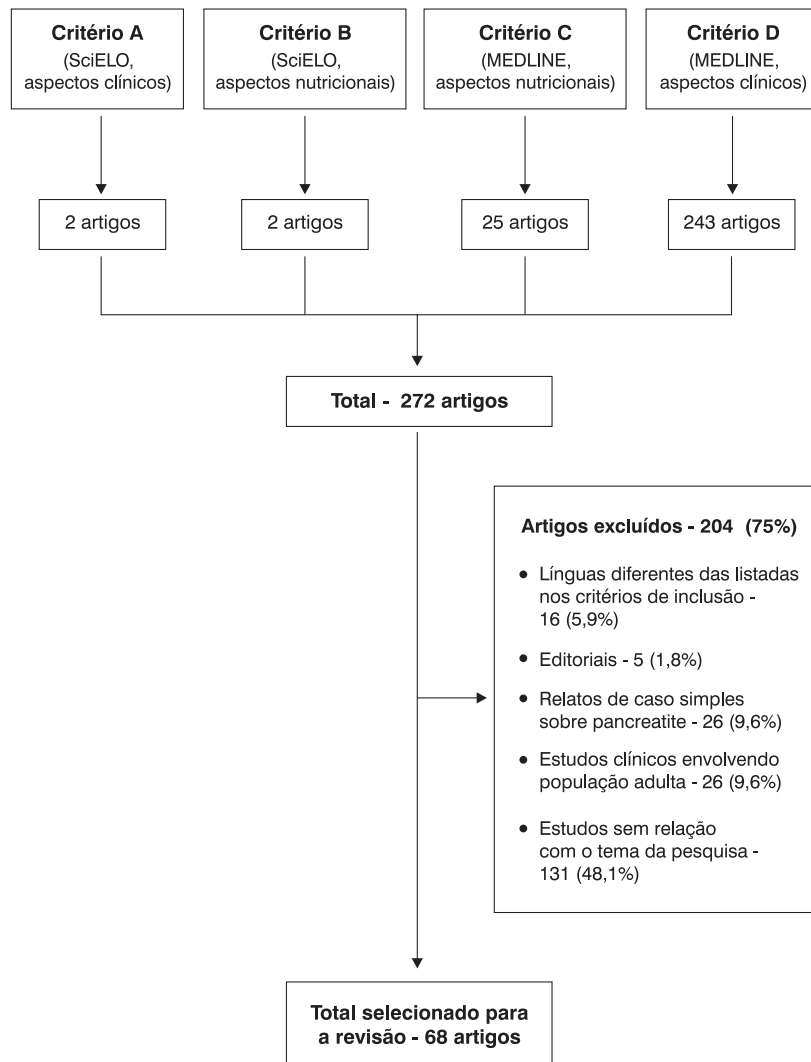 Critério A
(SciELO,
aspectos clínicos)
Critério B
(SciELO,
aspectos nutricionais)
Critério C
(MEDLINE,
aspectos nutricionais)
Critério D
(MEDLINE,
aspectos clínicos)
2 artigos
2 artigos
25 artigos
243 artigos
Total - 272 artigos
Artigos excluídos - 204 (75%)
• Línguas diferentes das listadas
nos critérios de inclusão -
16 (5,9%)
• Editoriais - 5 (1,8%)
• Relatos de caso simples
sobre pancreatite - 26 (9,6%)
• Estudos clínicos envolvendo
população adulta - 26 (9,6%)
• Estudos sem relação
com o tema da pesquisa -
131 (48,1%)
Total selecionado para
a revisão - 68 artigos